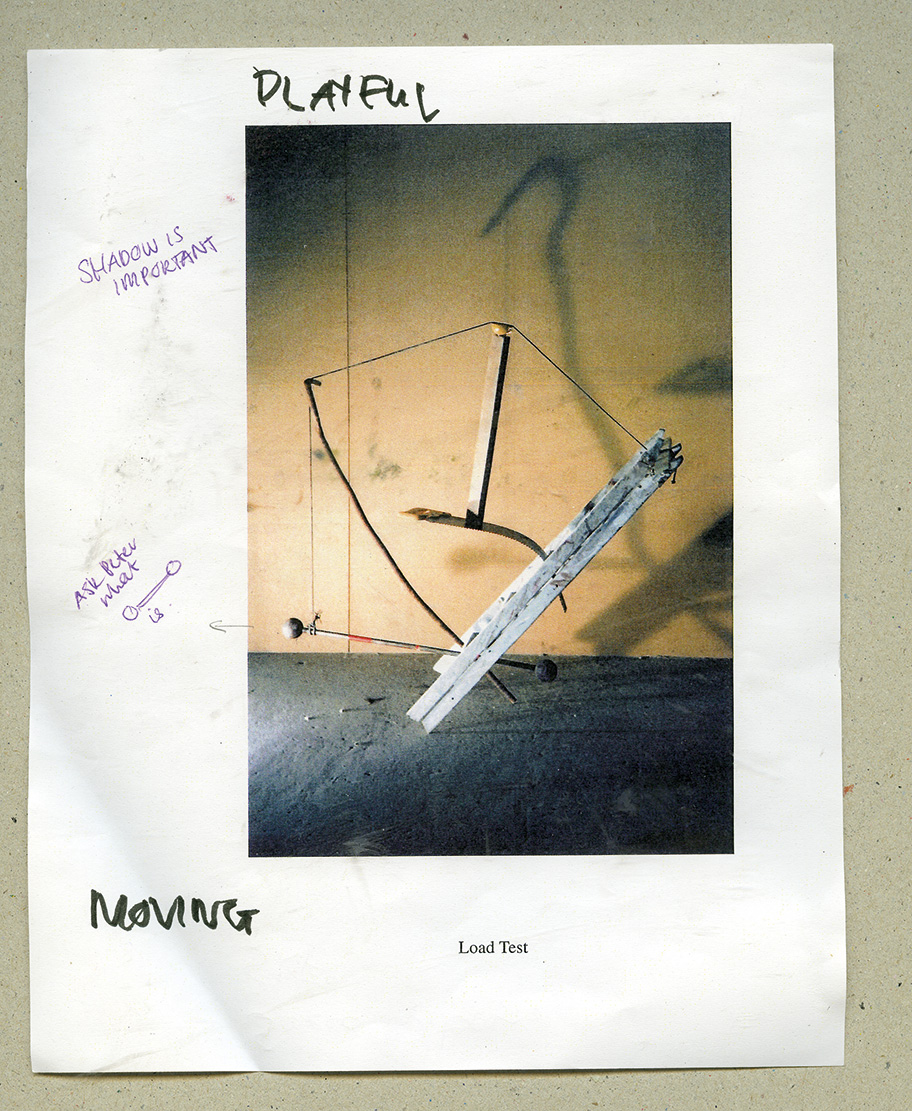 PLAYFUL
SHADOW IS
IMPORTANT
ASK Peter
what
is
MOVING
Load Test